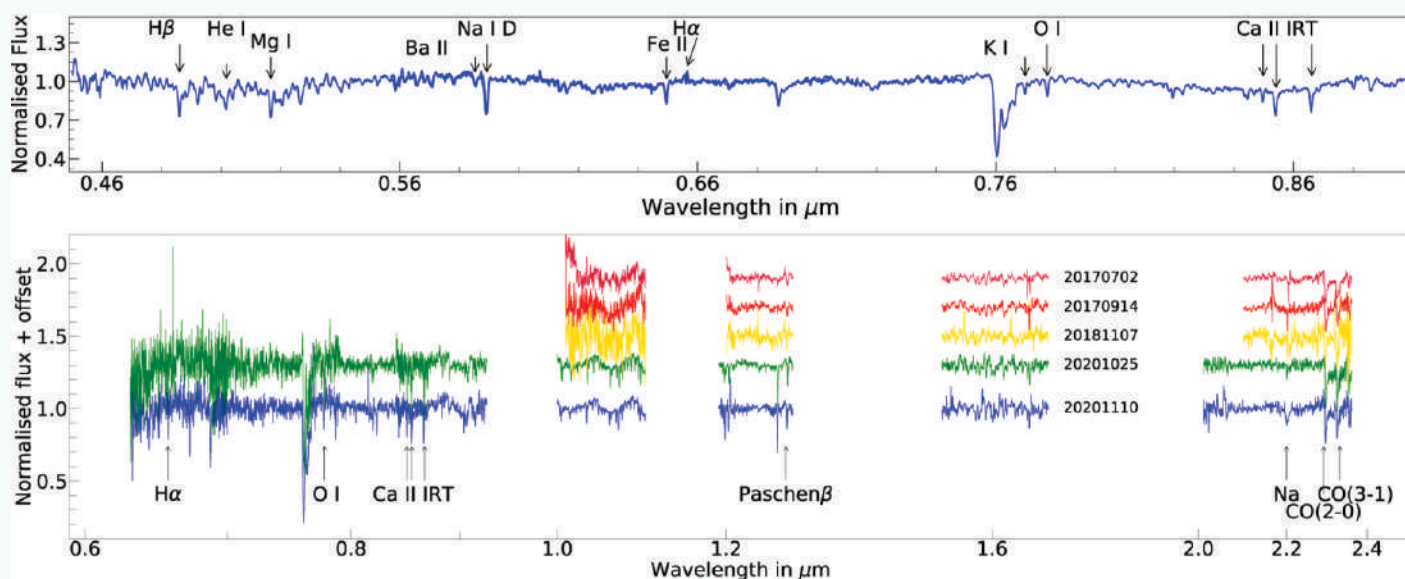 Hβ He I Mg I Ba II Na I D Fe II Hα K I O I Ca II IRT
Normalised Flux
1.3
1.0
0.7
0.4
0.46 0.56 0.66 0.76 0.86
Wavelength in μm
Normalised flux + offset
2.0
1.5
1.0
0.5
20170702
20170914
20181107
20201025
20201110
Hα O I Ca II IRT Paschenβ Na CO(3-1)
CO(2-0)
0.6 0.8 1.0 1.2 1.6 2.0 2.2 2.4
Wavelength in μm